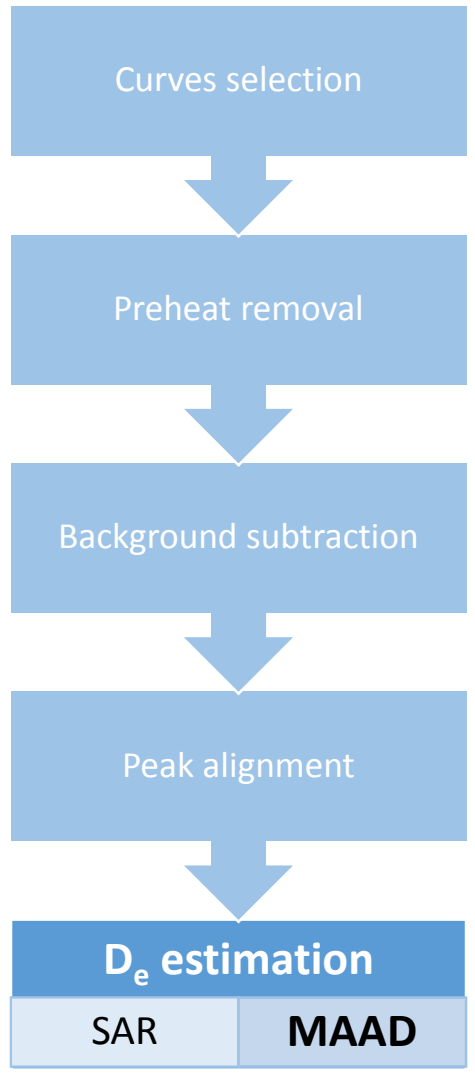 Curves selection
Preheat removal
Background subtraction
Peak alignment
Dₑ estimation
SAR MAAD